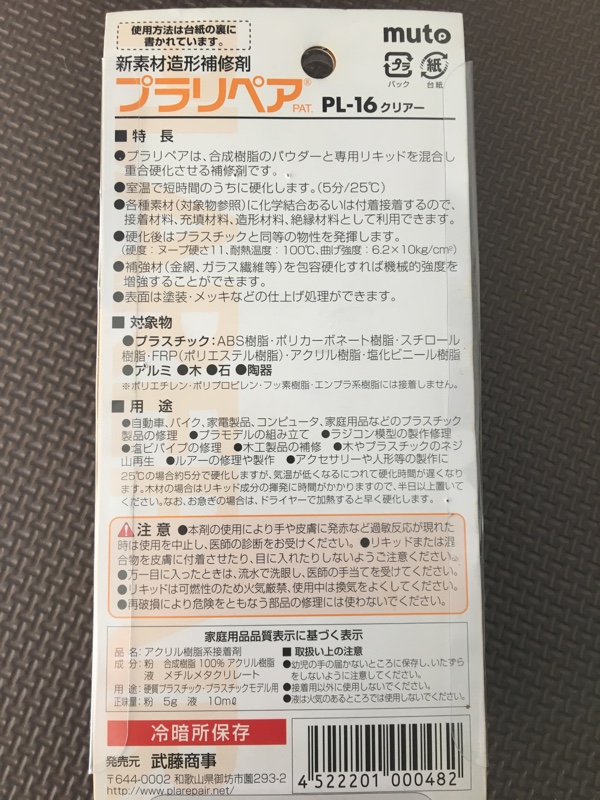 使用方法は台紙の裏に
書かれています。
muto
プラ
パック
紙
台紙
新素材造形補修剤
プラリペア® PAT. PL-16 クリアー
■ 特 長
●プラリペアは、合成樹脂のパウダーと専用リキッドを混合し
重合硬化させる補修剤です。
●室温で短時間のうちに硬化します。(5分/25℃)
●各種素材(対象物参照)に化学結合あるいは付着接着するので、
接着材料、充填材料、造形材料、絶縁材料として利用できます。
●硬化後はプラスチックと同等の物性を発揮します。
(硬度：ヌープ硬さ11、耐熱温度：100℃、曲げ強度：6.2×10kg/cm²)
●補強材(金網、ガラス繊維等)を包容硬化すれば機械的強度を
増強することができます。
●表面は塗装・メッキなどの仕上げ処理ができます。
■ 対象物
●プラスチック：ABS樹脂・ポリカーボネート樹脂・スチロール
樹脂・FRP(ポリエステル樹脂)・アクリル樹脂・塩化ビニール樹脂
●アルミ ●木 ●石 ●陶器
※ポリエチレン・ポリプロピレン・フッ素樹脂・エンプラ系樹脂には接着しません。
■ 用 途
●自動車、バイク、家電製品、コンピュータ、家庭用品などのプラスチック
製品の修理 ●プラモデルの組み立て ●ラジコン模型の製作修理
●塩ビパイプの修理 ●木工製品の補修 ●木やプラスチックのネジ
山再生 ●ルアーの修理や製作 ●アクセサリーや人形等の製作に
25℃の場合約5分で硬化しますが、気温が低くなるにつれて硬化時間が遅くなり
ます。木材の場合はリキッド成分の揮発に時間がかかりますので、半日以上置いて
ください。なお、お急ぎの場合は、ドライヤーで加熱すると早く硬化します。
注 意 ●本剤の使用により手や皮膚に発赤など過敏反応が現れた
時は使用を中止し、医師の診断をお受けください。●リキッドまたは混
合物を皮膚に付着させたり、目に入れたりしないようご注意ください。
●万一目に入ったときは、流水で洗眼し、医師の手当てを受けてください。
●リキッドは可燃性のため火気厳禁、使用中は換気をよくしてください。
●再破損により危険をともなう部品の修理には使わないでください。
家庭用品品質表示に基づく表示
品 名：アクリル樹脂系接着剤
成 分：粉 合成樹脂 100% アクリル樹脂
液 メチルメタクリレート
用 途：硬質プラスチック・プラスチックモデル用
正味量：粉 5g 液 10mℓ
■ 取扱い上の注意
●幼児の手の届かないところに保存し、いたずら
をしないように注意してください。
●接着用以外に使用しないでください。
●液は火気のあるところでは使用しないでください。
冷暗所保存
発売元 武藤商事
〒644-0002 和歌山県御坊市薗293-2
http://www.plarepair.net/
4 522201 000482